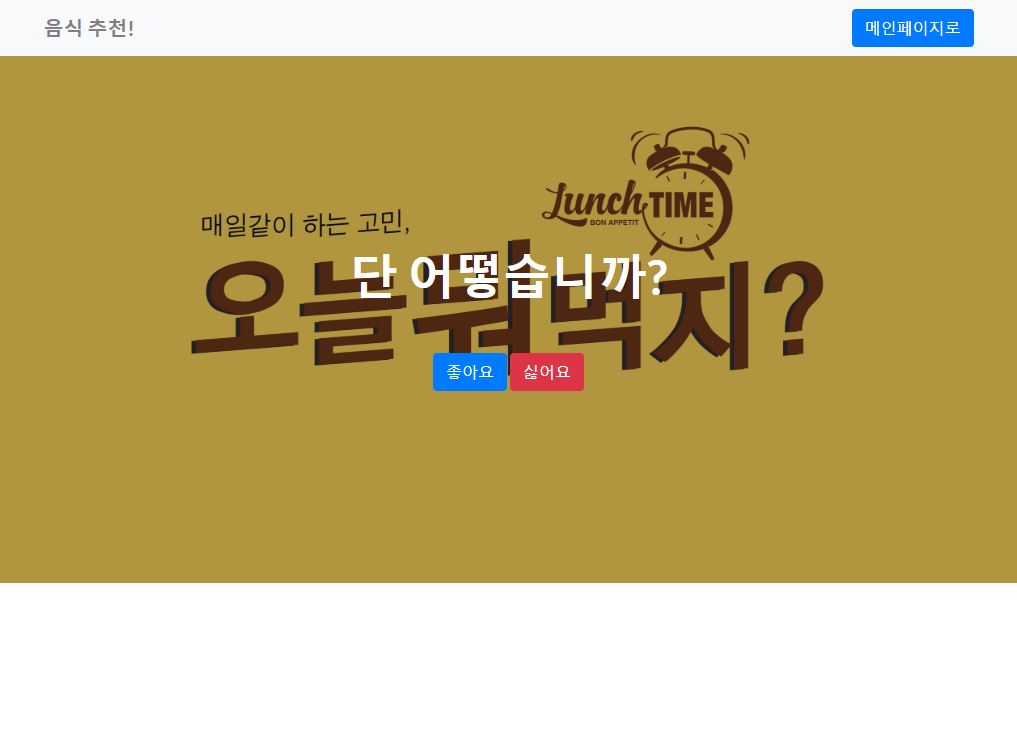 음식 추천!
메인페이지로
Lunch TIME
BON APPETIT
매일같이 하는 고민,
오늘 뭐 먹지?
단 어떻습니까?
좋아요
싫어요